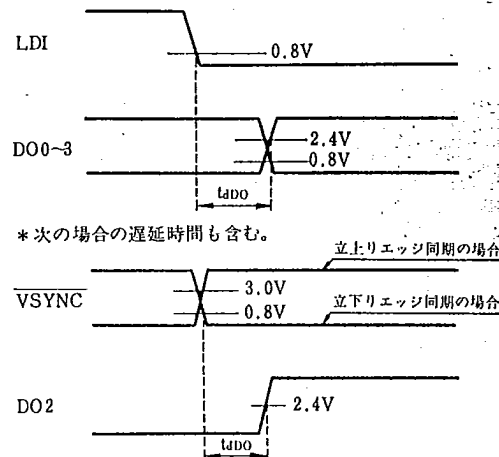 LDI
0.8V
DO0~3
2.4V
0.8V
tdDO
*次の場合の遅延時間も含む。
立上りエッジ同期の場合
VSYNC
3.0V
0.8V
立下りエッジ同期の場合
DO2
2.4V
tdDO